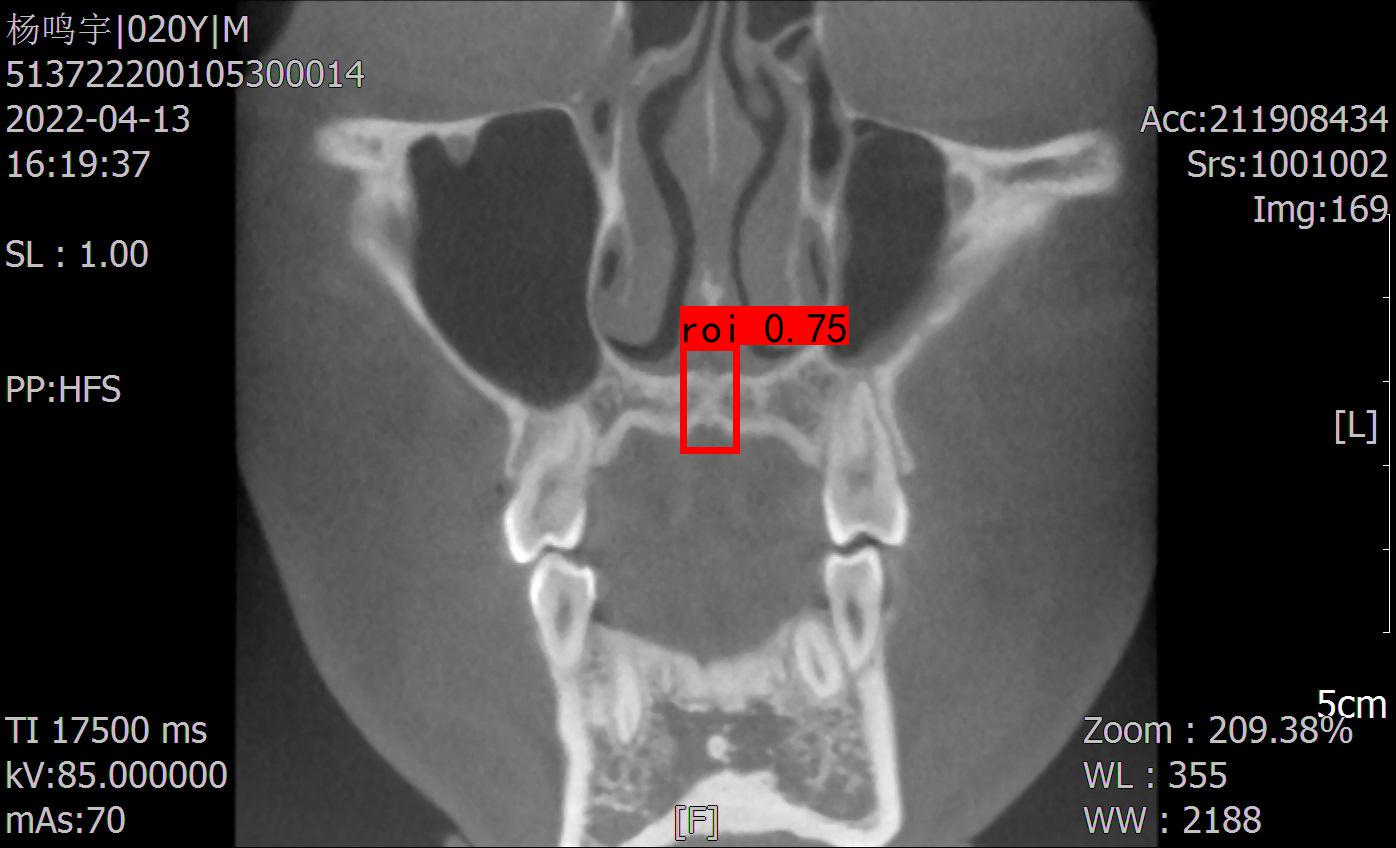 杨鸣宇|020Y|M
513722200105300014
2022-04-13
16:19:37
SL : 1.00
PP:HFS
TI 17500 ms
kV:85.000000
mAs:70
Acc:211908434
Srs:1001002
Img:169
roi 0.75
[L]
5cm
Zoom : 209.38%
WL : 355
WW : 2188
[F]